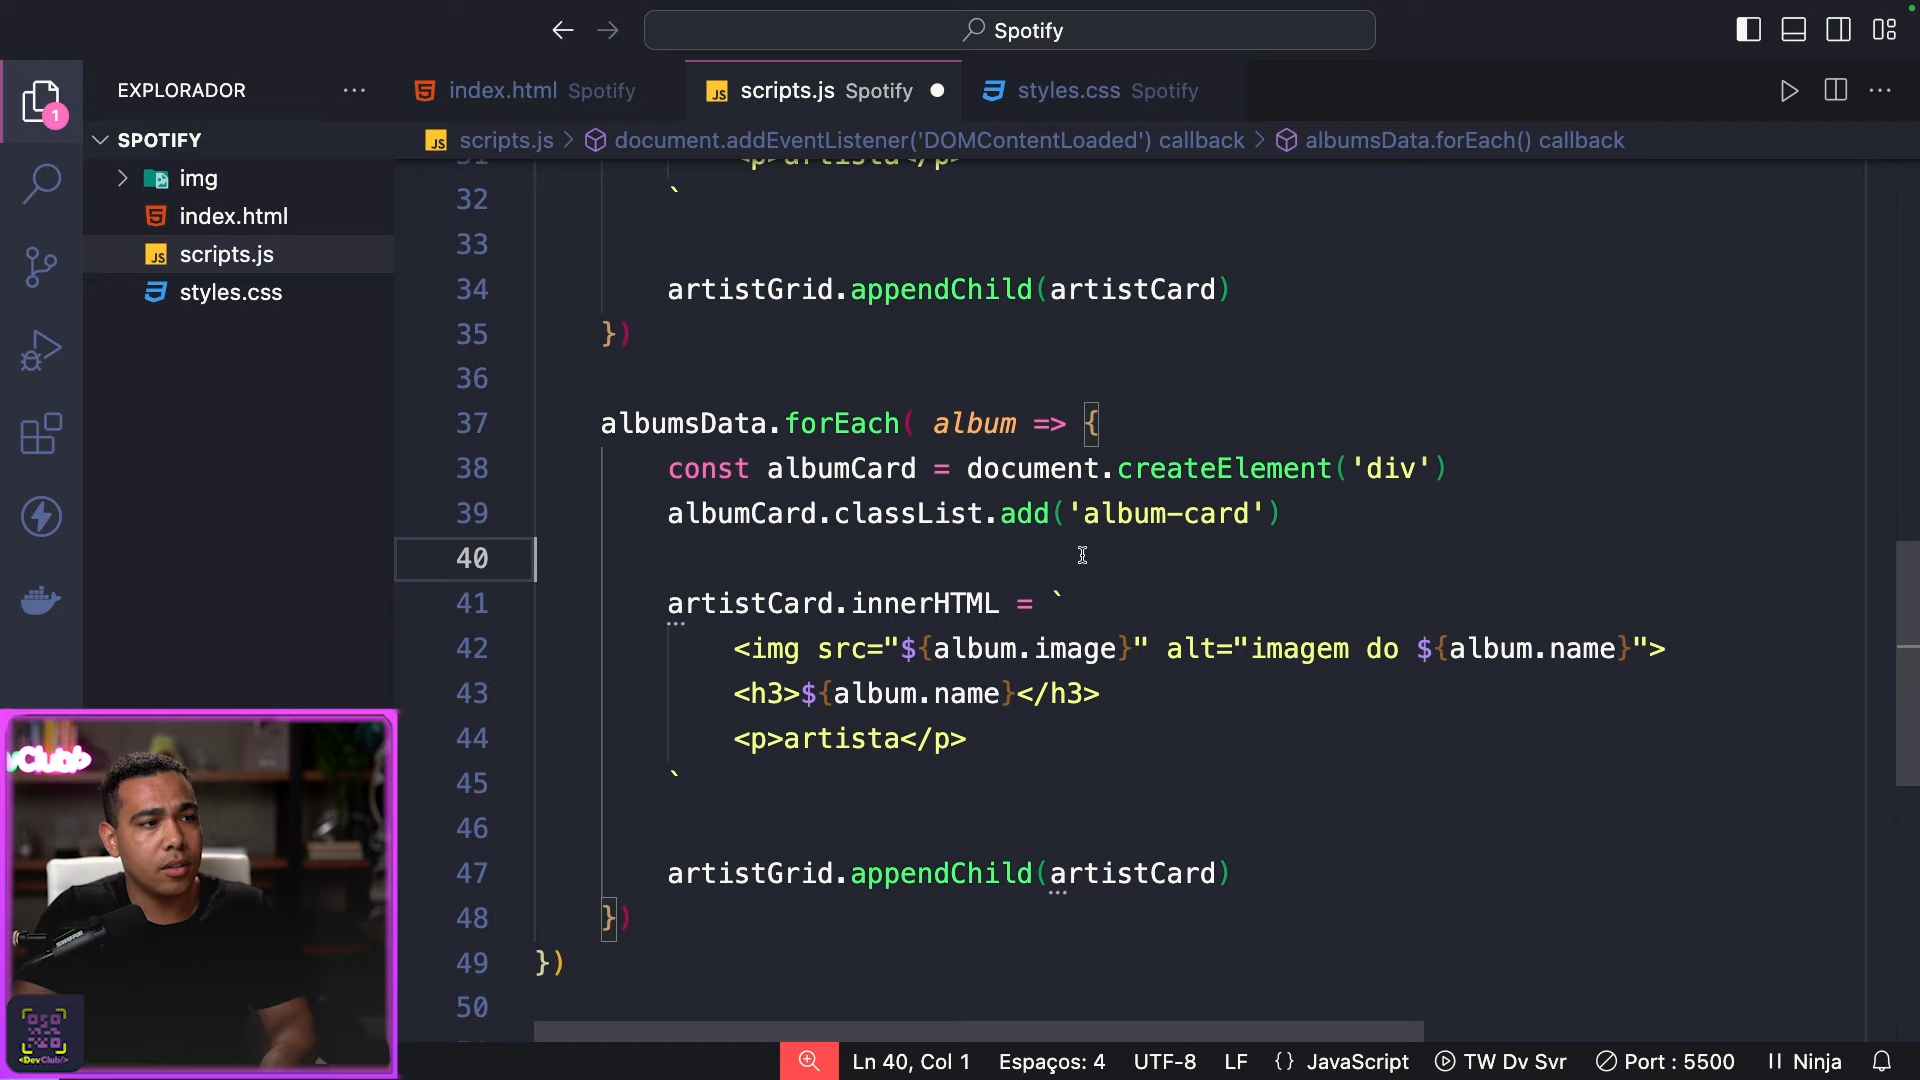 Spotify
EXPLORADOR
index.html Spotify
scripts.js Spotify
styles.css Spotify
1
SPOTIFY
scripts.js > document.addEventListener('DOMContentLoaded') callback > albumsData.forEach() callback
img
index.html
scripts.js
styles.css
31 <p>artista</p>
32 `
33
34 artistGrid.appendChild(artistCard)
35 })
36
37 albumsData.forEach( album => {
38 const albumCard = document.createElement('div')
39 albumCard.classList.add('album-card')
40
41 artistCard.innerHTML = `
42 <img src="${album.image}" alt="imagem do ${album.name}">
43 <h3>${album.name}</h3>
44 <p>artista</p>
45 `
46
47 artistGrid.appendChild(artistCard)
48 })
49 })
50
SHURE
<DevClub/>
Ln 40, Col 1
Espaços: 4
UTF-8
LF
{} JavaScript
TW Dv Svr
Port : 5500
Ninja